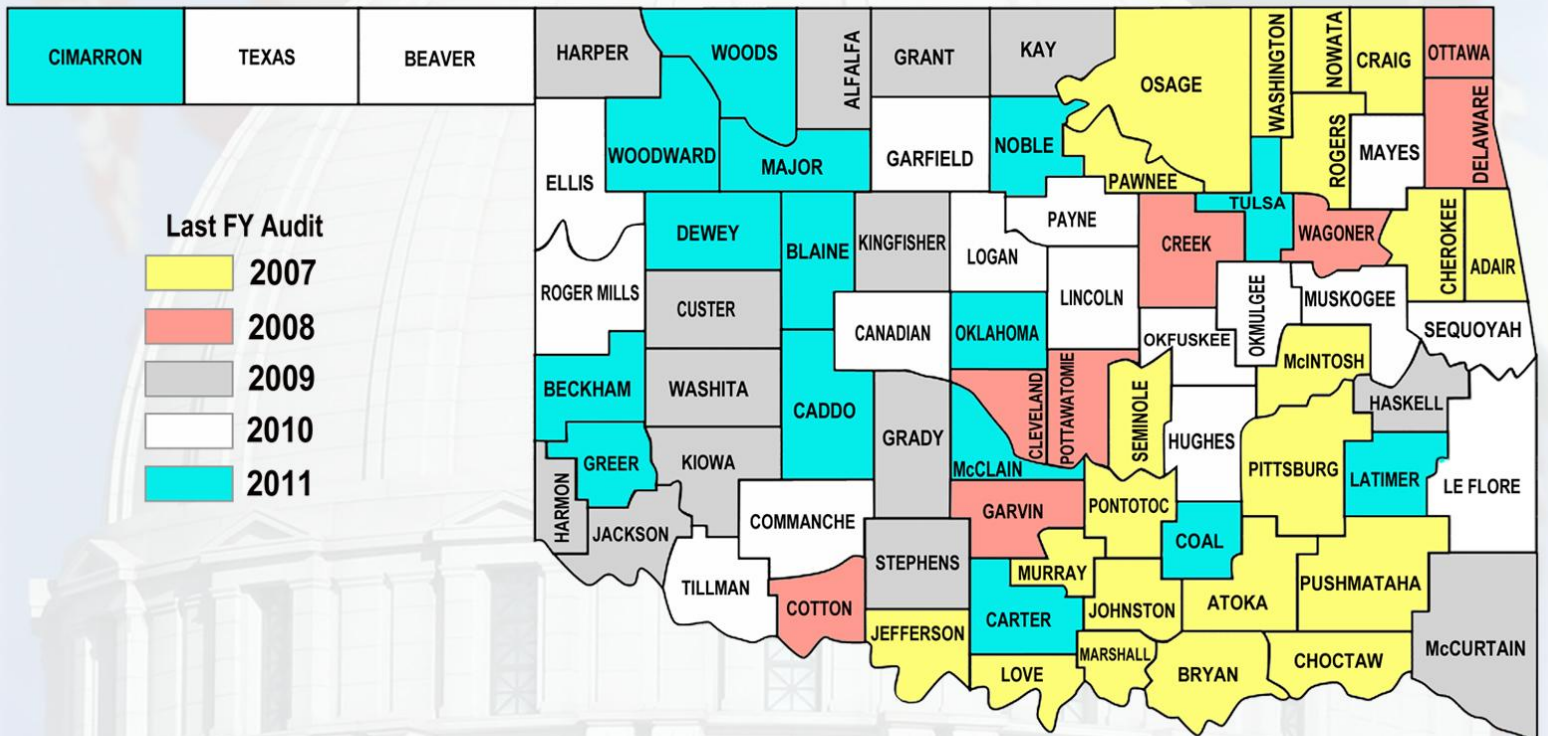 CIMARRON
TEXAS
BEAVER
HARPER
WOODS
ALFALFA
GRANT
KAY
OSAGE
WASHINGTON
NOWATA
CRAIG
OTTAWA
WOODWARD
MAJOR
GARFIELD
NOBLE
PAWNEE
ROGERS
MAYES
DELAWARE
ELLIS
DEWEY
BLAINE
KINGFISHER
LOGAN
PAYNE
CREEK
TULSA
WAGONER
CHEROKEE
ADAIR
Last FY Audit
2007
2008
2009
2010
2011
ROGER MILLS
CUSTER
CANADIAN
OKLAHOMA
LINCOLN
OKFUSKEE
OKMULGEE
MUSKOGEE
SEQUOYAH
BECKHAM
WASHITA
CADDO
GRADY
McCLAIN
CLEVELAND
POTTAWATOMIE
SEMINOLE
HUGHES
McINTOSH
HASKELL
GREER
KIOWA
PITTSBURG
LATIMER
LE FLORE
HARMON
JACKSON
COMMANCHE
GARVIN
PONTOTOC
COAL
TILLMAN
COTTON
STEPHENS
MURRAY
JOHNSTON
ATOKA
PUSHMATAHA
JEFFERSON
CARTER
LOVE
MARSHALL
BRYAN
CHOCTAW
McCURTAIN